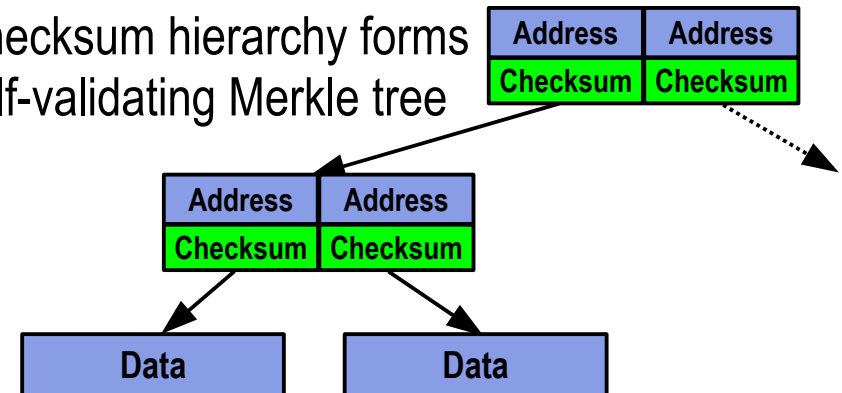 hecksum hierarchy forms
lf-validating Merkle tree
Address Address
Checksum Checksum
Address Address
Checksum Checksum
Data Data